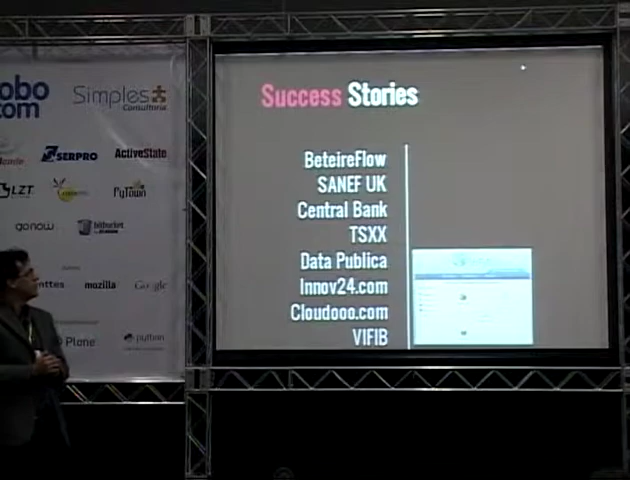 obo
com
Simples
Consultoria
SERPRO
ActiveState
LZT
PyTown
gonow
bitbucket
mozilla
Google
Plane
python
Success Stories
BeteireFlow
SANEF UK
Central Bank
TSXX
Data Publica
Innov24.com
Cloudooo.com
VIFIB